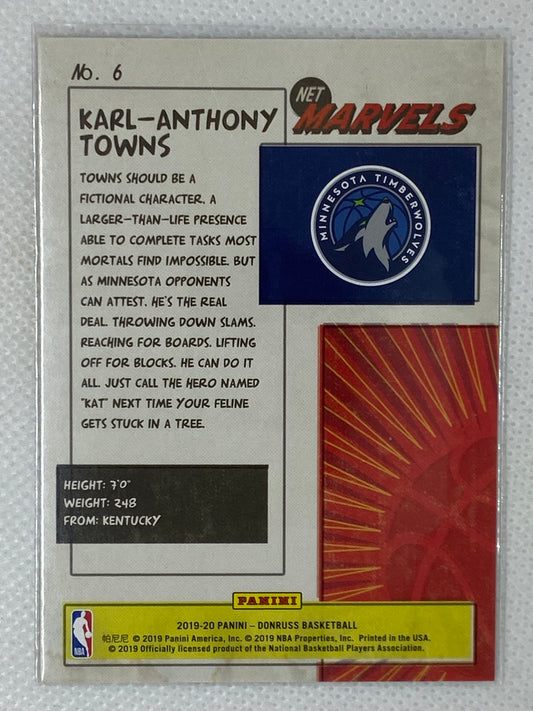 No. 6
NET
MARVELS
KARL-ANTHONY
TOWNS
TOWNS SHOULD BE A
FICTIONAL CHARACTER. A
LARGER-THAN-LIFE PRESENCE
ABLE TO COMPLETE TASKS MOST
MORTALS FIND IMPOSSIBLE. BUT
AS MINNESOTA OPPONENTS
CAN ATTEST. HE'S THE REAL
DEAL. THROWING DOWN SLAMS.
REACHING FOR BOARDS. LIFTING
OFF FOR BLOCKS. HE CAN DO IT
ALL. JUST CALL THE HERO NAMED
"KAT" NEXT TIME YOUR FELINE
GETS STUCK IN A TREE.
MINNESOTA TIMBERWOLVES
HEIGHT: 7'0"
WEIGHT: 248
FROM: KENTUCKY
PANINI
2019-20 PANINI – DONRUSS BASKETBALL
帕尼尼 © 2019 Panini America, Inc. © 2019 NBA Properties, Inc. Printed in the USA.
© 2019 Officially licensed product of the National Basketball Players Association.
NBA